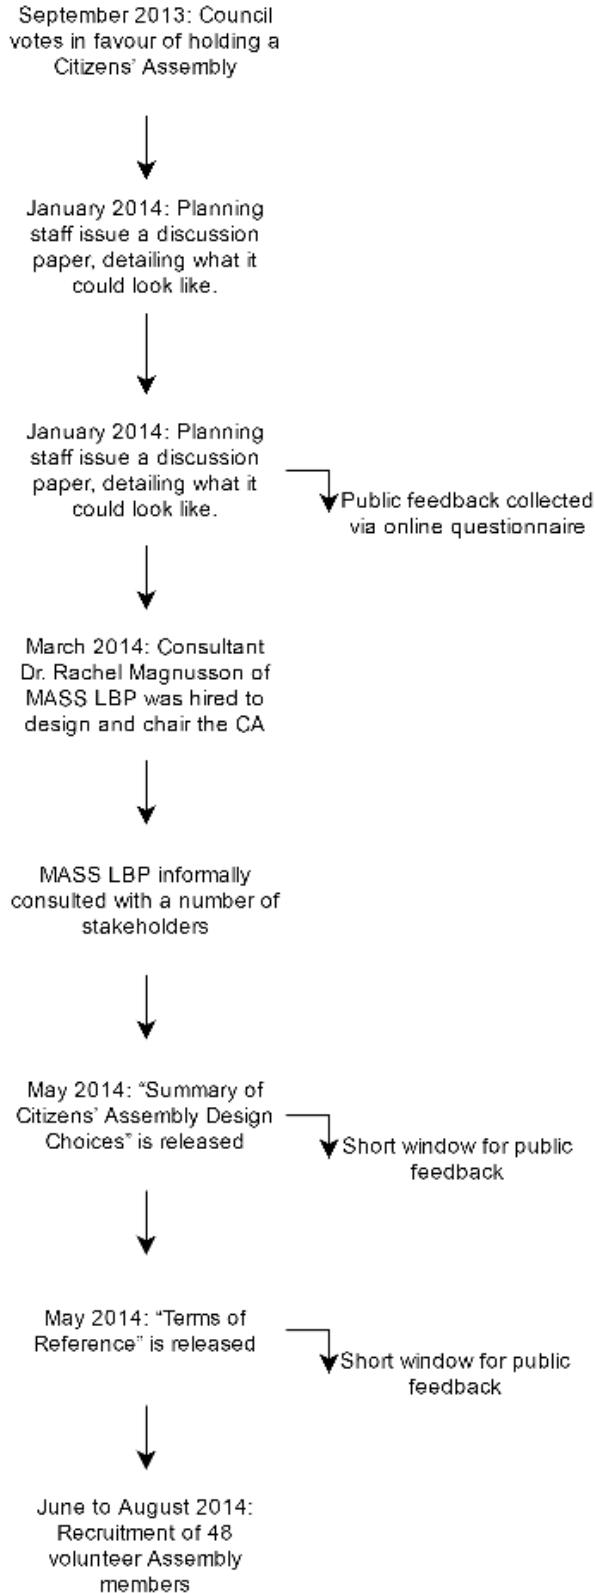 September 2013: Council
votes in favour of holding a
Citizens' Assembly
January 2014: Planning
staff issue a discussion
paper, detailing what it
could look like.
January 2014: Planning
staff issue a discussion
paper, detailing what it
could look like.
Public feedback collected
via online questionnaire
March 2014: Consultant
Dr. Rachel Magnusson of
MASS LBP was hired to
design and chair the CA
MASS LBP informally
consulted with a number of
stakeholders
May 2014: “Summary of
Citizens’ Assembly Design
Choices” is released
Short window for public
feedback
May 2014: “Terms of
Reference” is released
Short window for public
feedback
June to August 2014:
Recruitment of 48
volunteer Assembly
members